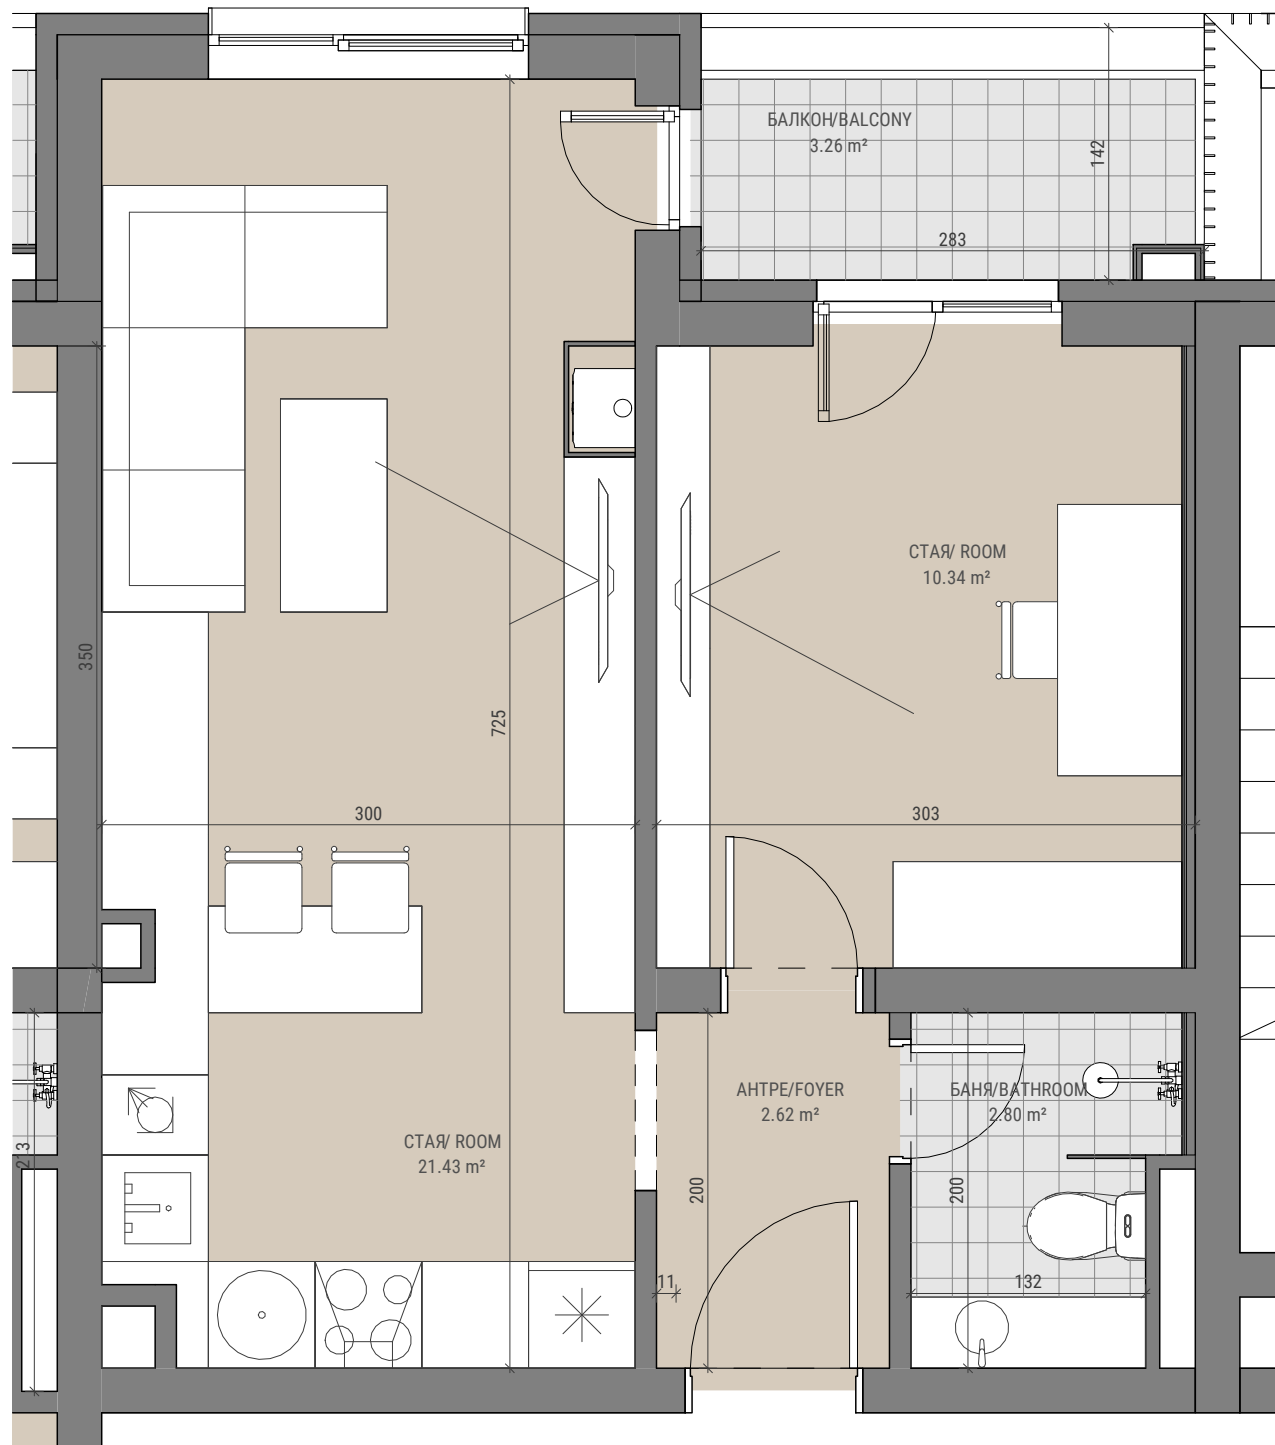 БАЛКОН/BALCONY
3.26 m²
142
283
СТАЯ/ ROOM
10.34 m²
350
725
300
303
АНТРЕ/FOYER
2.62 m²
БАНЯ/BATHROOM
2.80 m²
СТАЯ/ ROOM
21.43 m²
213
200
200
11
132